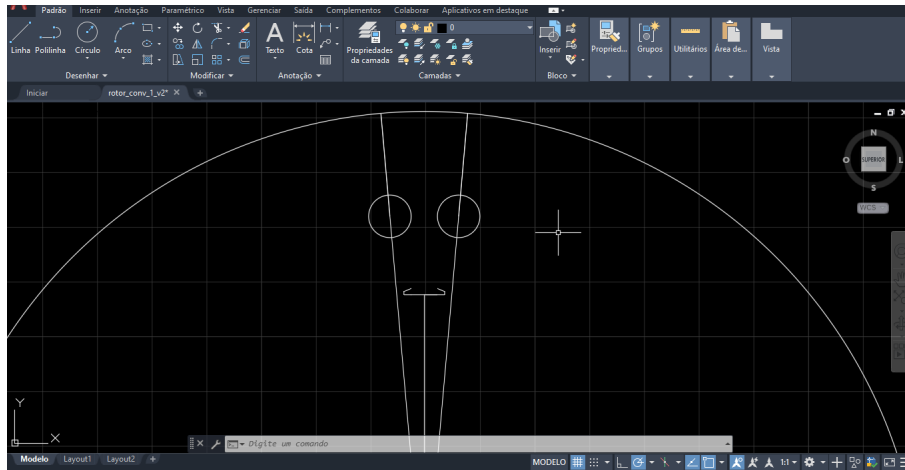 Padrão Inserir Anotação Paramétrico Vista Gerenciar Saída Complementos Colaborar Aplicativos em destaque
0
Linha Polilinha Círculo Arco Texto Cota Propriedades da camada Inserir Propried... Grupos Utilitários Área de... Vista
Desenhar Modificar Anotação Camadas Bloco
Iniciar rotor_conv_1_v2*
N
O SUPERIOR L
S
WCS
Y
X
Digite um comando
Modelo Layout1 Layout2 + MODELO 1:1